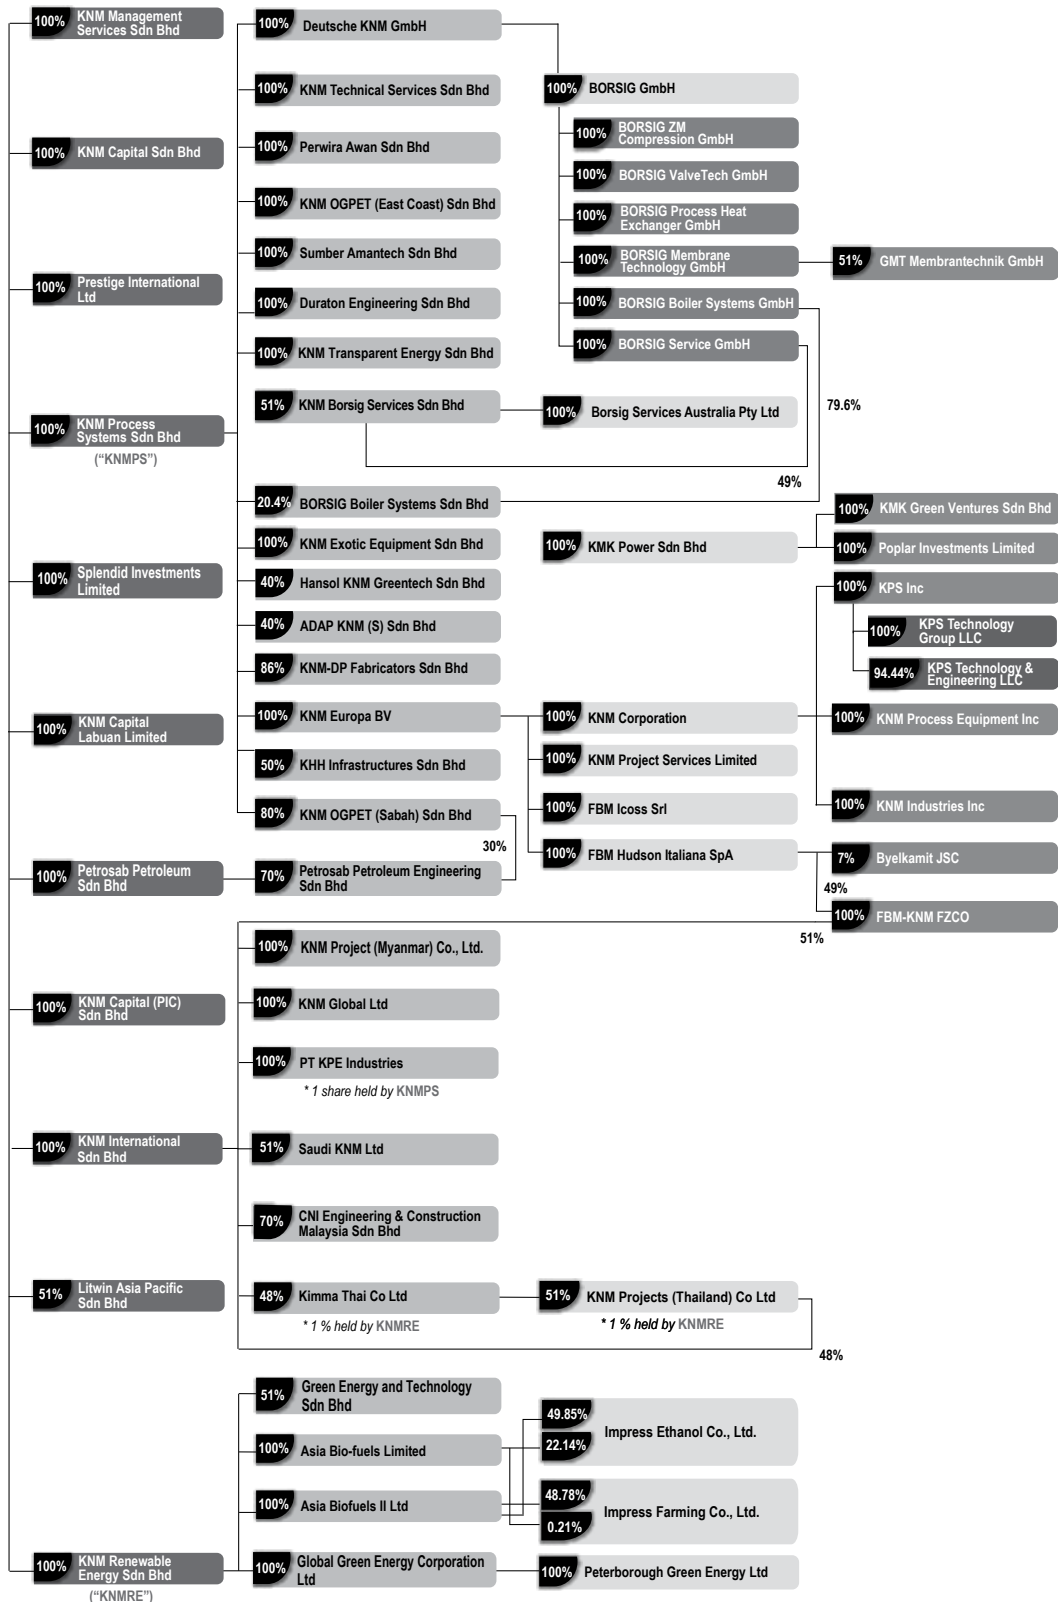 100%
KNM Management
Services Sdn Bhd
100%
KNM Capital Sdn Bhd
100%
Prestige International
Ltd
100%
KNM Process
Systems Sdn Bhd
("KNMPS")
100%
Splendid Investments
Limited
100%
KNM Capital
Labuan Limited
100%
Petrosab Petroleum
Sdn Bhd
100%
KNM Capital (PIC)
Sdn Bhd
100%
KNM International
Sdn Bhd
51%
Litwin Asia Pacific
Sdn Bhd
100%
KNM Renewable
Energy Sdn Bhd
("KNMRE")
100%
Deutsche KNM GmbH
100%
KNM Technical Services Sdn Bhd
100%
Perwira Awan Sdn Bhd
100%
KNM OGPET (East Coast) Sdn Bhd
100%
Sumber Amantech Sdn Bhd
100%
Duraton Engineering Sdn Bhd
100%
KNM Transparent Energy Sdn Bhd
51%
KNM Borsig Services Sdn Bhd
20.4%
BORSIG Boiler Systems Sdn Bhd
100%
KNM Exotic Equipment Sdn Bhd
40%
Hansol KNM Greentech Sdn Bhd
40%
ADAP KNM (S) Sdn Bhd
86%
KNM-DP Fabricators Sdn Bhd
100%
KNM Europa BV
50%
KHH Infrastructures Sdn Bhd
80%
KNM OGPET (Sabah) Sdn Bhd
30%
70%
Petrosab Petroleum Engineering
Sdn Bhd
100%
KNM Project (Myanmar) Co., Ltd.
100%
KNM Global Ltd
100%
PT KPE Industries
* 1 share held by KNMPS
51%
Saudi KNM Ltd
70%
CNI Engineering & Construction
Malaysia Sdn Bhd
48%
Kimma Thai Co Ltd
* 1 % held by KNMRE
51%
Green Energy and Technology
Sdn Bhd
100%
Asia Bio-fuels Limited
100%
Asia Biofuels II Ltd
100%
Global Green Energy Corporation
Ltd
100%
BORSIG GmbH
100%
BORSIG ZM
Compression GmbH
100%
BORSIG ValveTech GmbH
100%
BORSIG Process Heat
Exchanger GmbH
100%
BORSIG Membrane
Technology GmbH
100%
BORSIG Boiler Systems GmbH
100%
BORSIG Service GmbH
100%
Borsig Services Australia Pty Ltd
79.6%
49%
100%
KMK Power Sdn Bhd
100%
KNM Corporation
100%
KNM Project Services Limited
100%
FBM Icoss Srl
100%
FBM Hudson Italiana SpA
51%
KNM Projects (Thailand) Co Ltd
* 1 % held by KNMRE
48%
49.85%
22.14%
Impress Ethanol Co., Ltd.
48.78%
0.21%
Impress Farming Co., Ltd.
100%
Peterborough Green Energy Ltd
51%
GMT Membrantechnik GmbH
100%
KMK Green Ventures Sdn Bhd
100%
Poplar Investments Limited
100%
KPS Inc
100%
KPS Technology
Group LLC
94.44%
KPS Technology &
Engineering LLC
100%
KNM Process Equipment Inc
100%
KNM Industries Inc
7%
Byelkamit JSC
49%
100%
FBM-KNM FZCO
51%